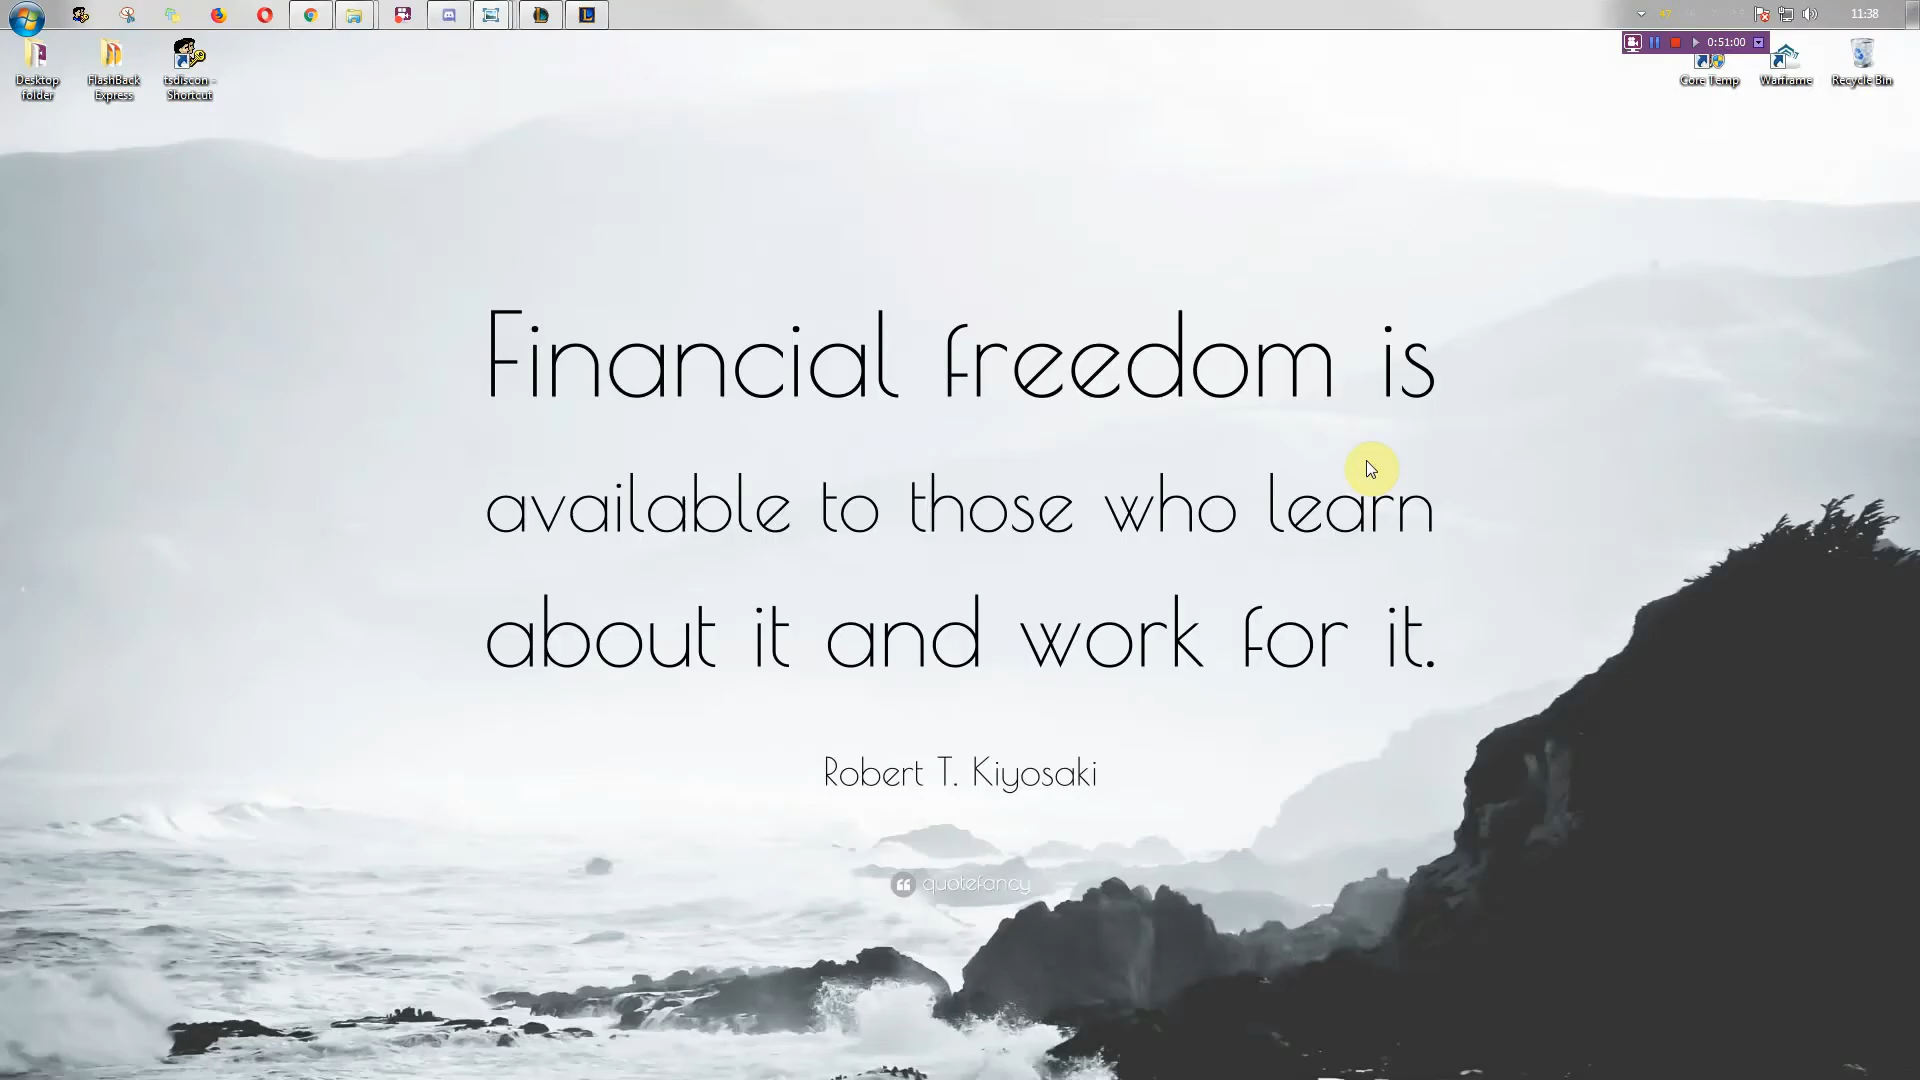 11:38
0:51:00
Desktop folder
FlashBack Express
tsdiscon - Shortcut
Core Temp
Warframe
Recycle Bin
Financial freedom is
available to those who learn
about it and work for it.
Robert T. Kiyosaki
quotefancy